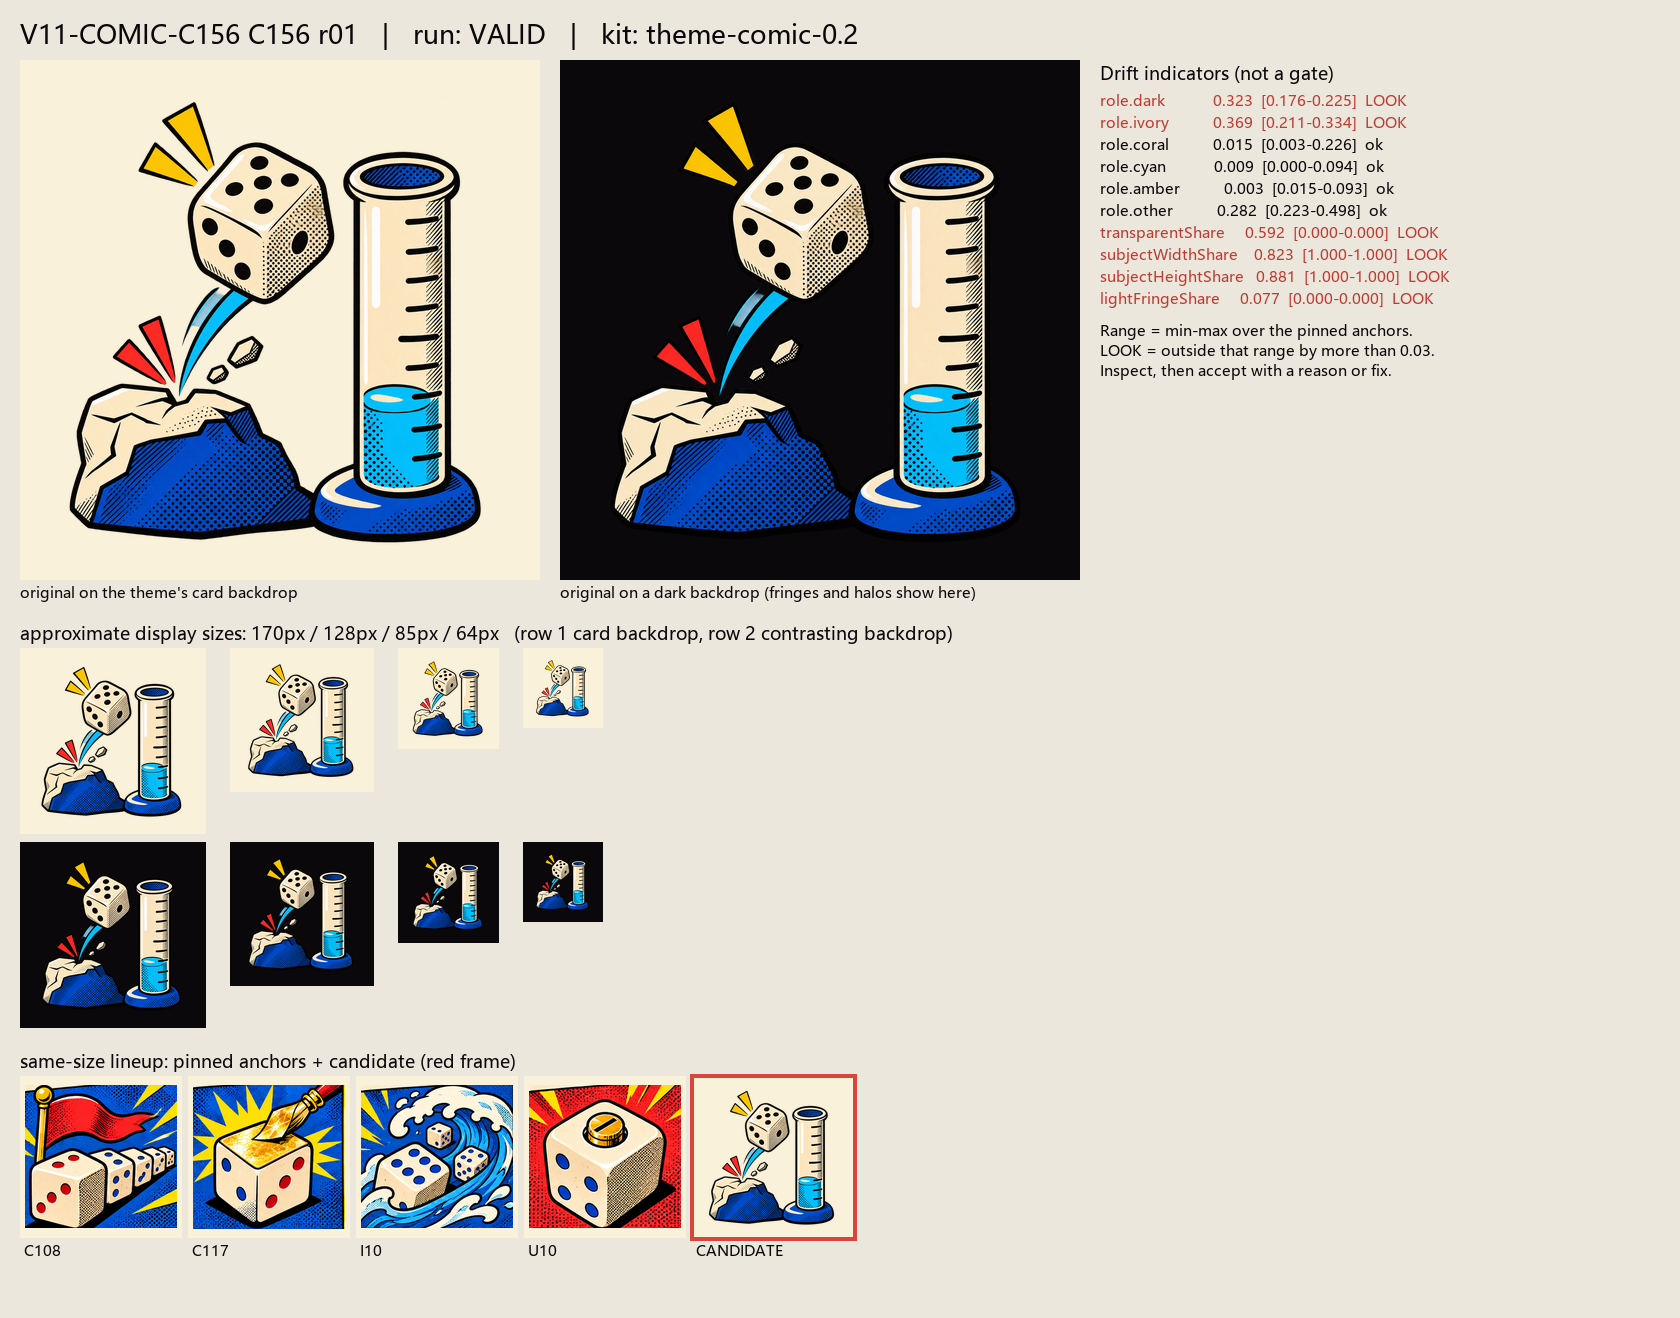 V11-COMIC-C156 C156 r01 | run: VALID | kit: theme-comic-0.2
Drift indicators (not a gate)
role.dark 0.323 [0.176-0.225] LOOK
role.ivory 0.369 [0.211-0.334] LOOK
role.coral 0.015 [0.003-0.226] ok
role.cyan 0.009 [0.000-0.094] ok
role.amber 0.003 [0.015-0.093] ok
role.other 0.282 [0.223-0.498] ok
transparentShare 0.592 [0.000-0.000] LOOK
subjectWidthShare 0.823 [1.000-1.000] LOOK
subjectHeightShare 0.881 [1.000-1.000] LOOK
lightFringeShare 0.077 [0.000-0.000] LOOK
Range = min-max over the pinned anchors.
LOOK = outside that range by more than 0.03.
Inspect, then accept with a reason or fix.
original on the theme's card backdrop
original on a dark backdrop (fringes and halos show here)
approximate display sizes: 170px / 128px / 85px / 64px (row 1 card backdrop, row 2 contrasting backdrop)
same-size lineup: pinned anchors + candidate (red frame)
C108
C117
I10
U10
CANDIDATE